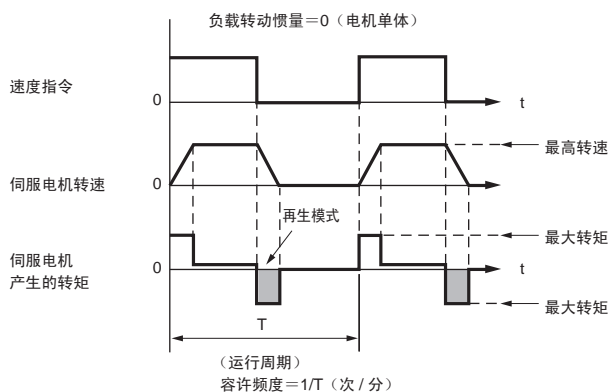 负载转动惯量＝0（电机单体）
速度指令
0
t
最高转速
伺服电机转速
0
再生模式
最大转矩
伺服电机
产生的转矩
0
t
最大转矩
T
（运行周期）
容许频度＝1/T（次 / 分）